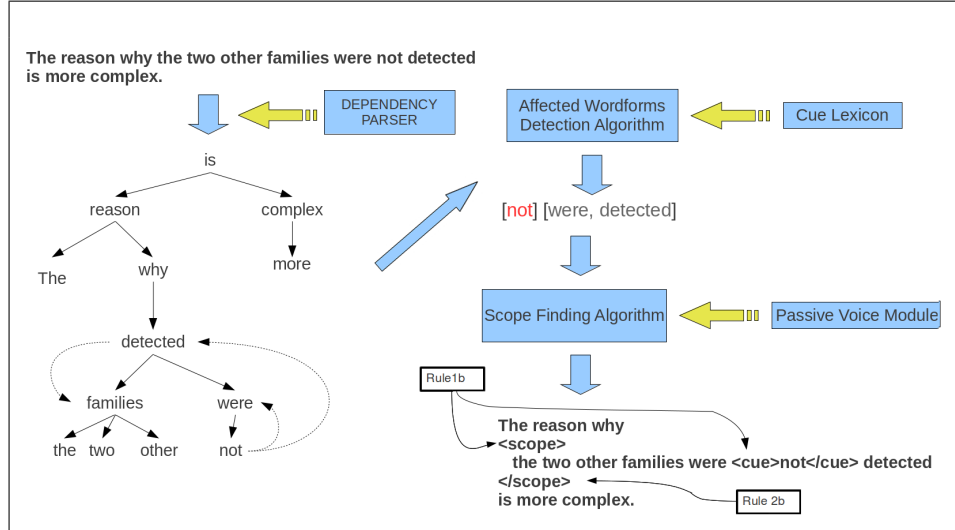 The reason why the two other families were not detected
is more complex.
DEPENDENCY
PARSER
is
reason
complex
The
why
more
detected
families
were
the two other
not
Affected Wordforms
Detection Algorithm
Cue Lexicon
[not] [were, detected]
Scope Finding Algorithm
Passive Voice Module
Rule1b
The reason why
<scope>
the two other families were <cue>not</cue> detected
</scope>
is more complex.
Rule 2b